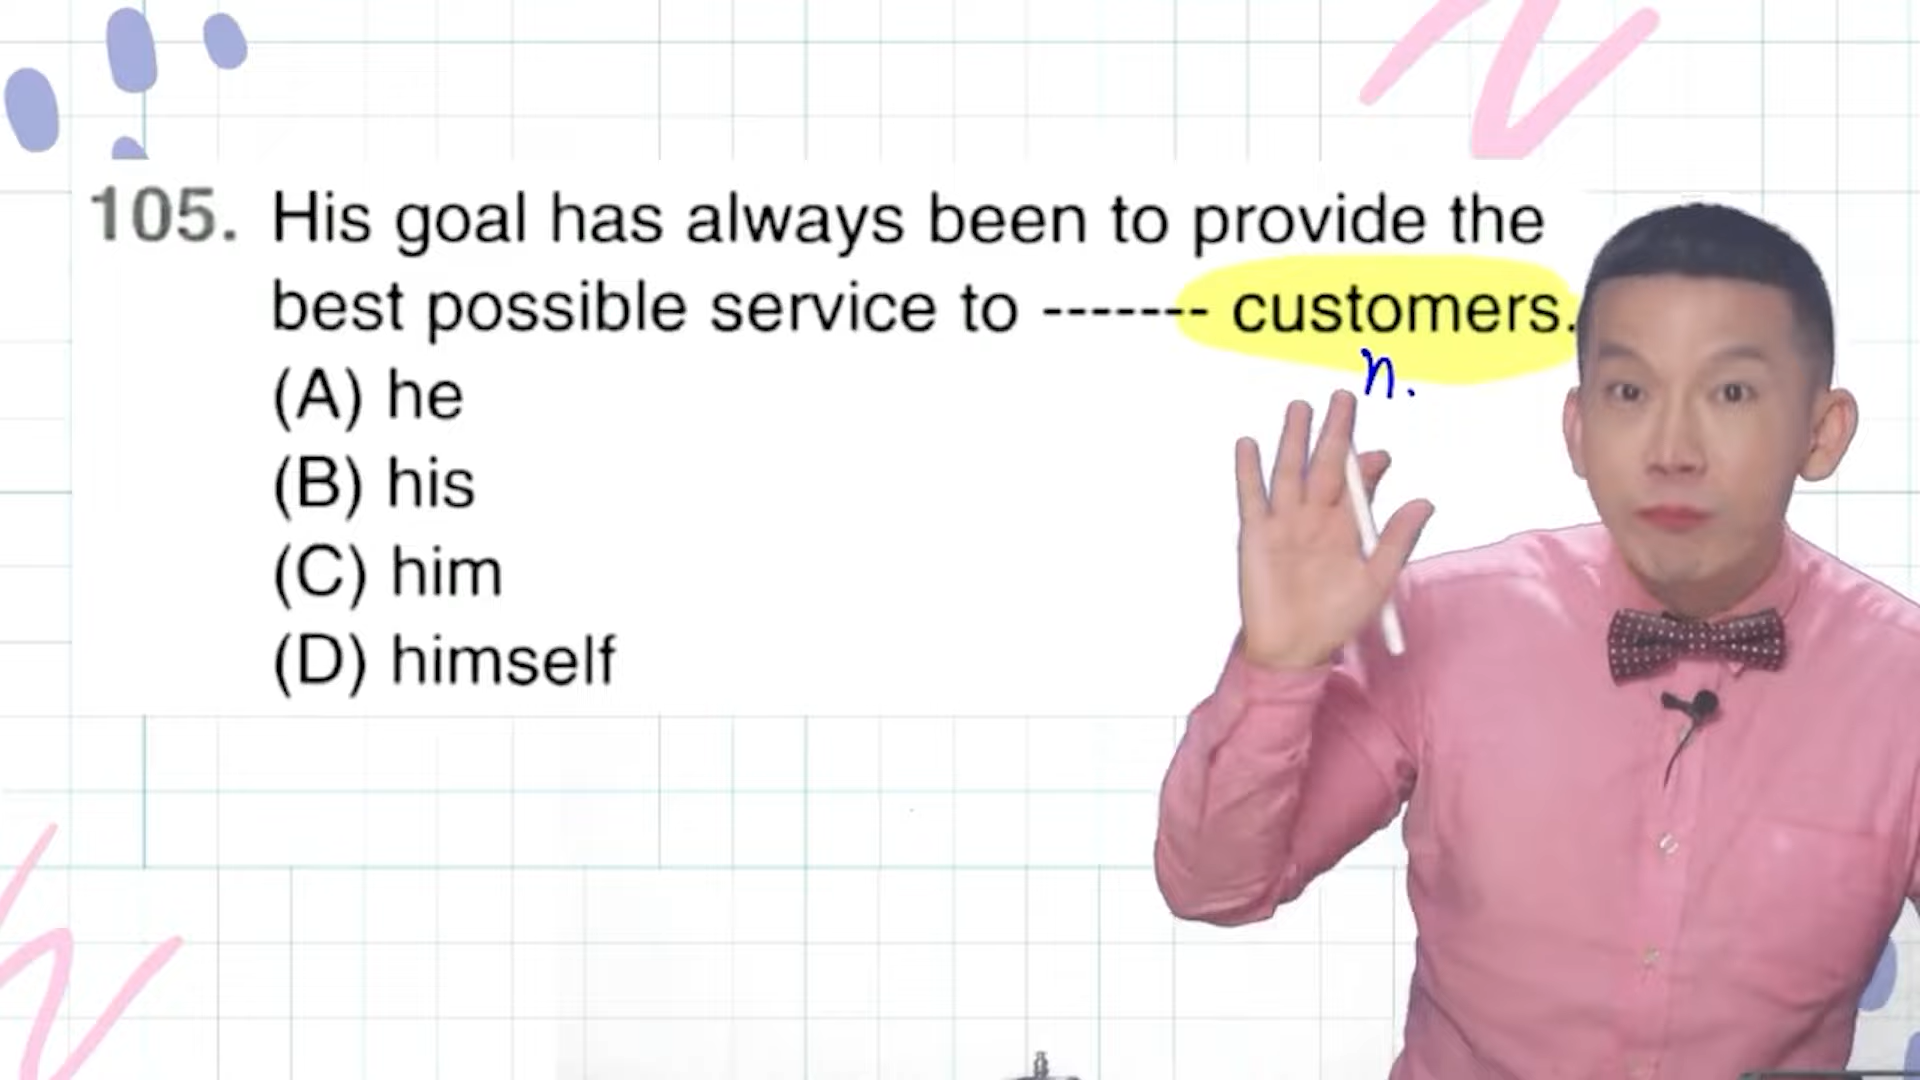 105. His goal has always been to provide the
best possible service to ------- customers.
n.
(A) he
(B) his
(C) him
(D) himself